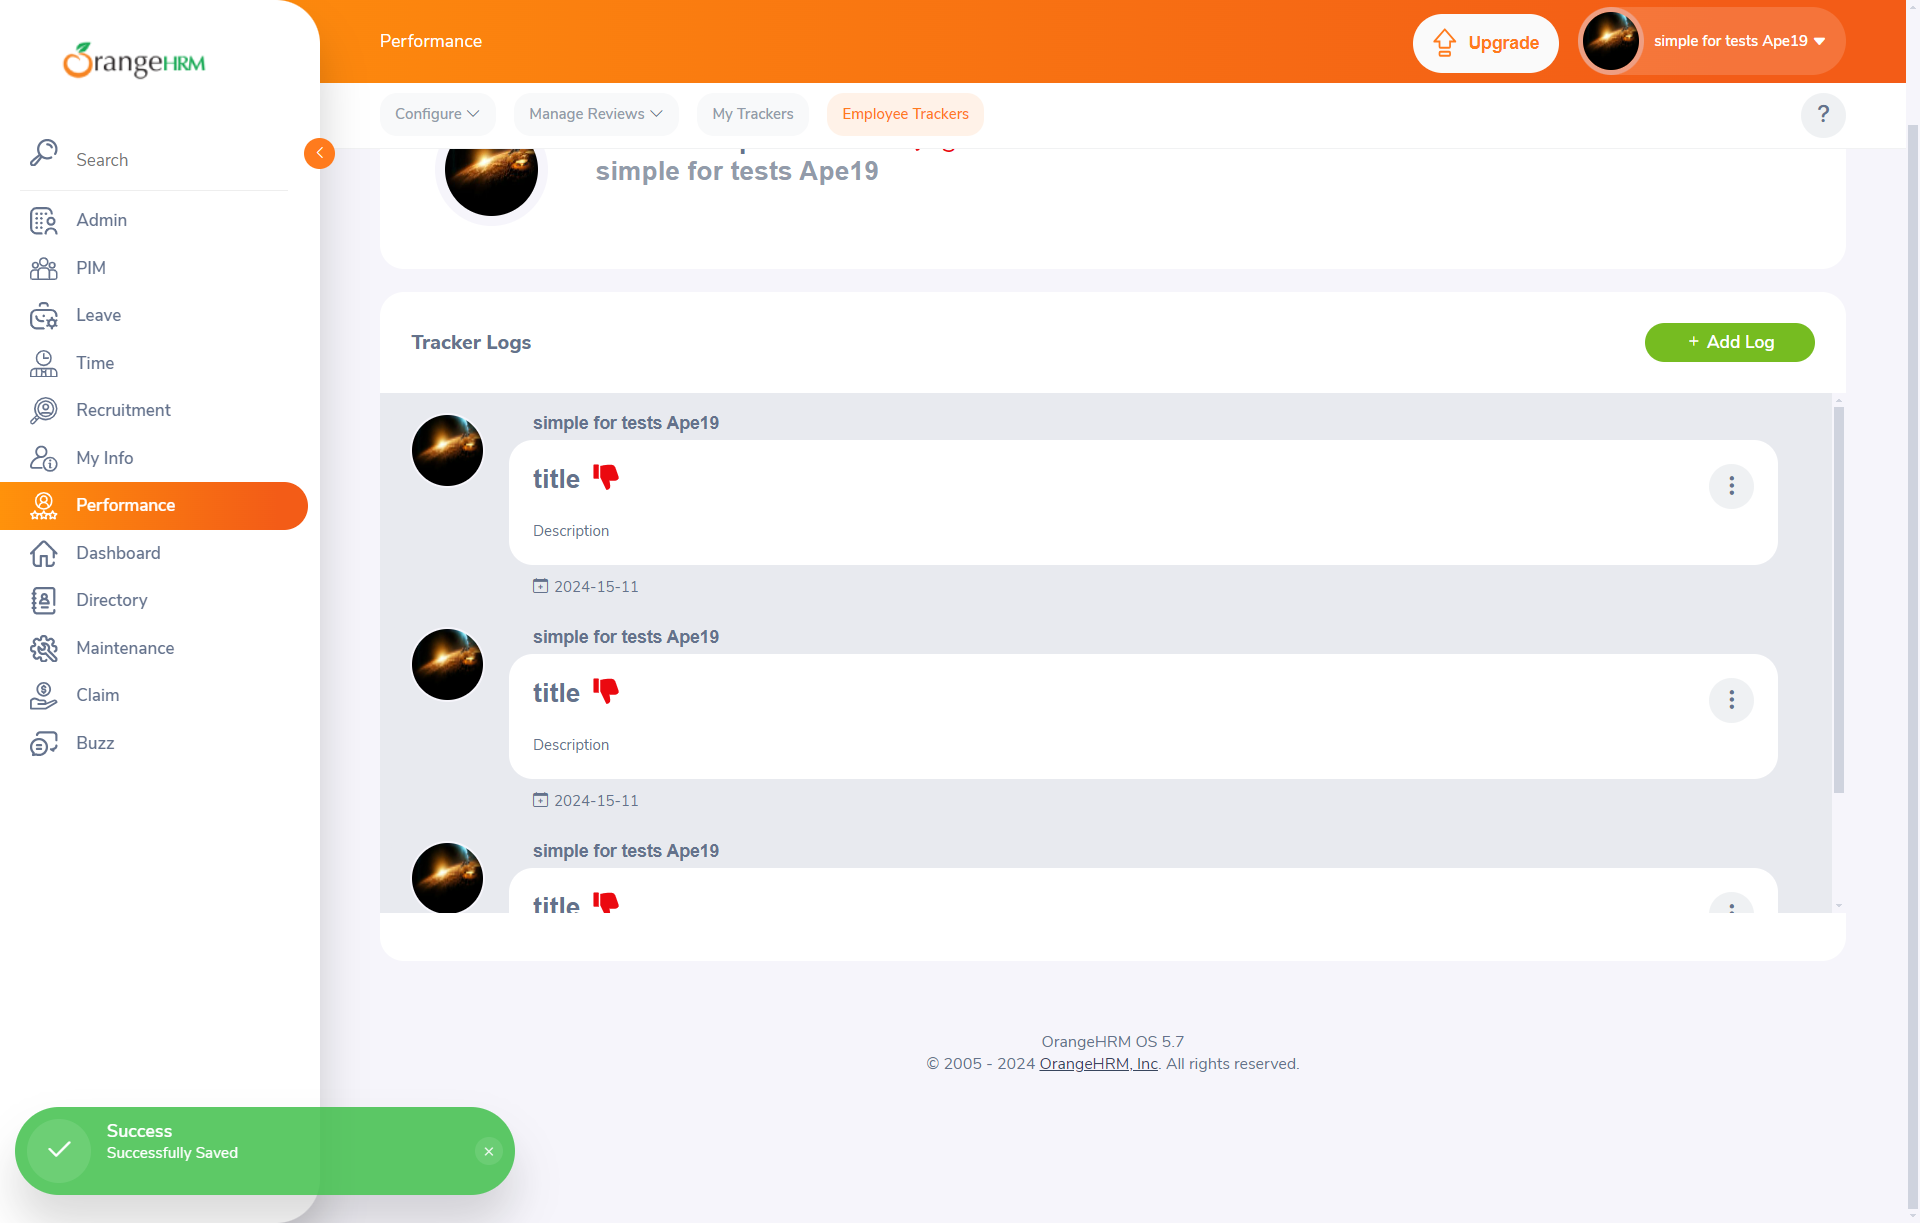 OrangeHRM
Search
Admin
PIM
Leave
Time
Recruitment
My Info
Performance
Dashboard
Directory
Maintenance
Claim
Buzz
Performance
Upgrade
simple for tests Ape19
Configure
Manage Reviews
My Trackers
Employee Trackers
?
simple for tests Ape19
Tracker Logs
+ Add Log
simple for tests Ape19
title
Description
2024-15-11
simple for tests Ape19
title
Description
2024-15-11
simple for tests Ape19
title
OrangeHRM OS 5.7
© 2005 - 2024 OrangeHRM, Inc. All rights reserved.
Success
Successfully Saved